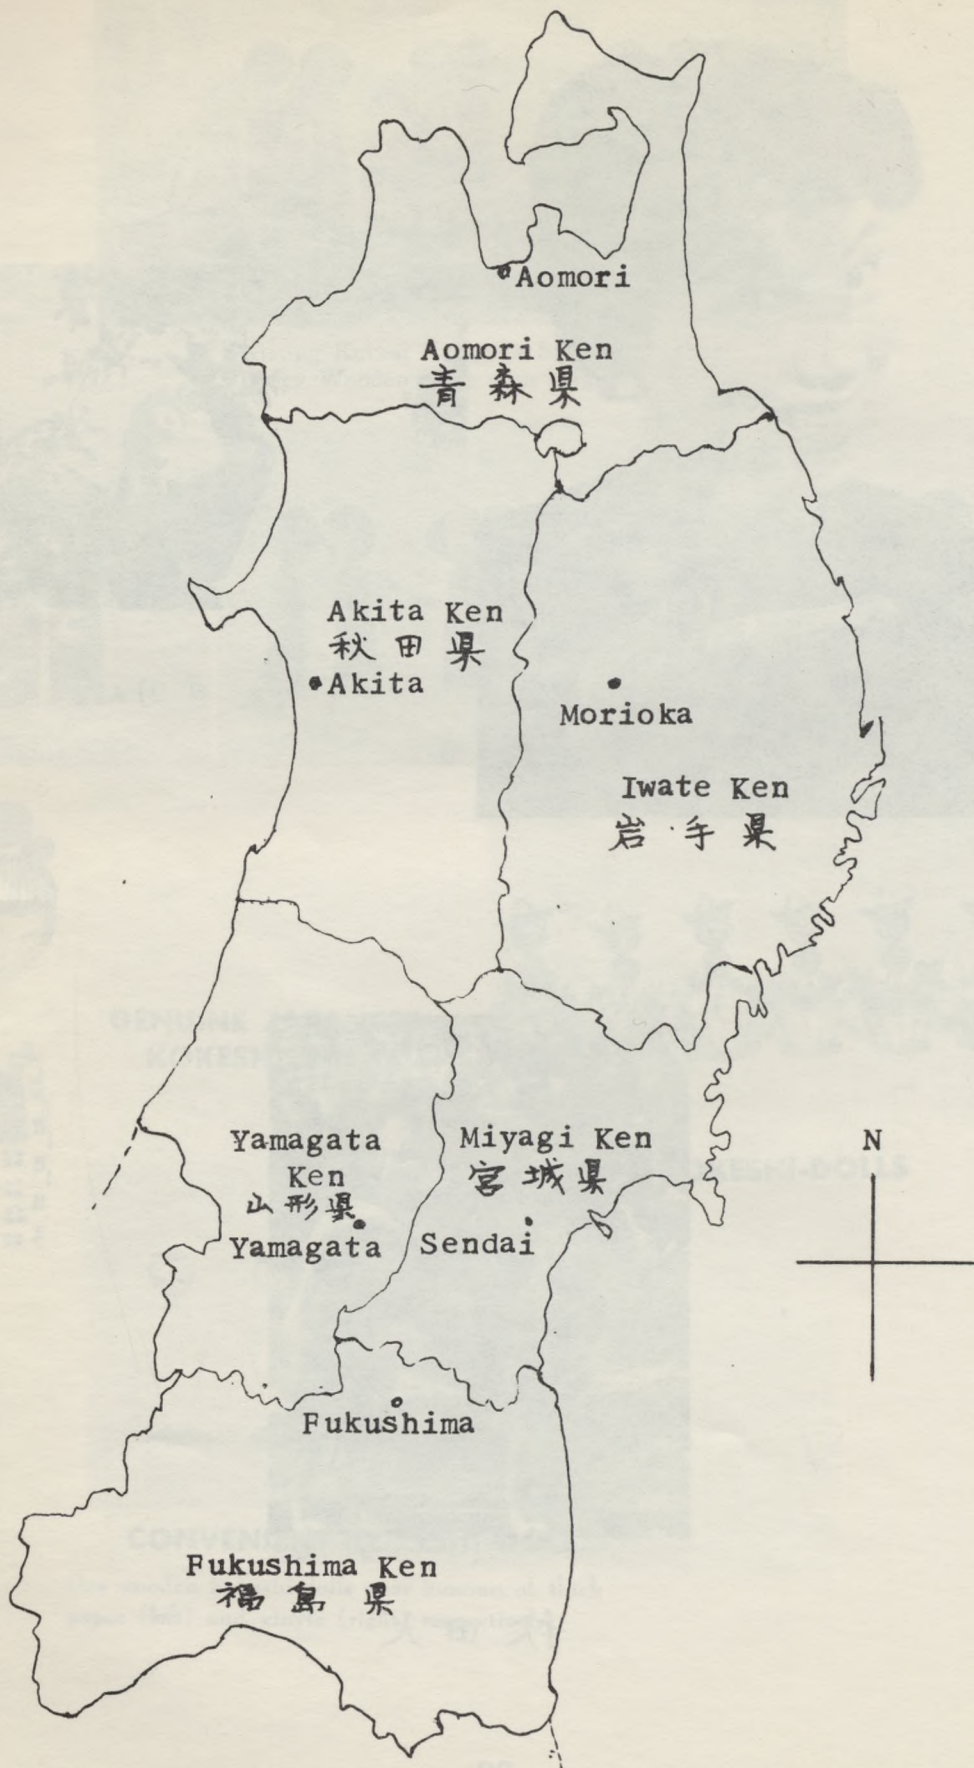 Aomori
Aomori Ken
青森県
Akita Ken
秋田県
Akita
Morioka
Iwate Ken
岩手県
Yamagata
Ken
山形県
Yamagata
Miyagi Ken
宮城県
Sendai
N
Fukushima
Fukushima Ken
福島県